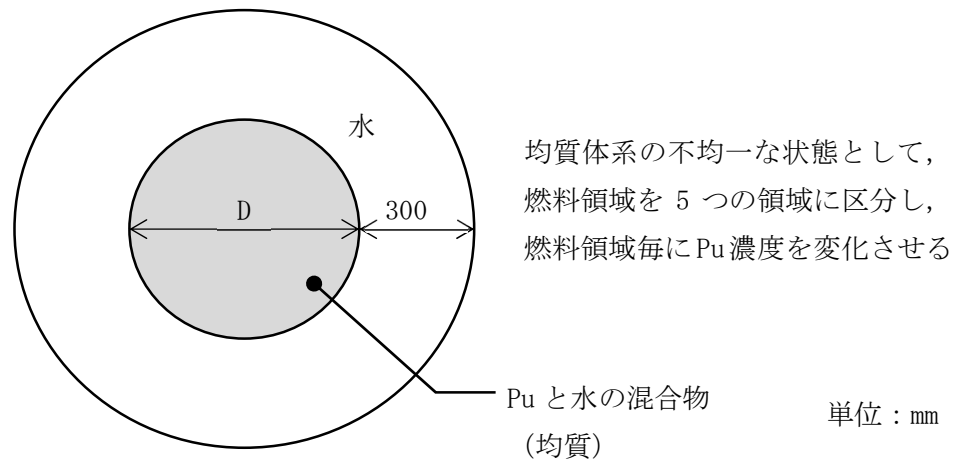 水
D
300
均質体系の不均一な状態として，
燃料領域を 5 つの領域に区分し，
燃料領域毎に Pu 濃度を変化させる
Pu と水の混合物
（均質）
単位：mm